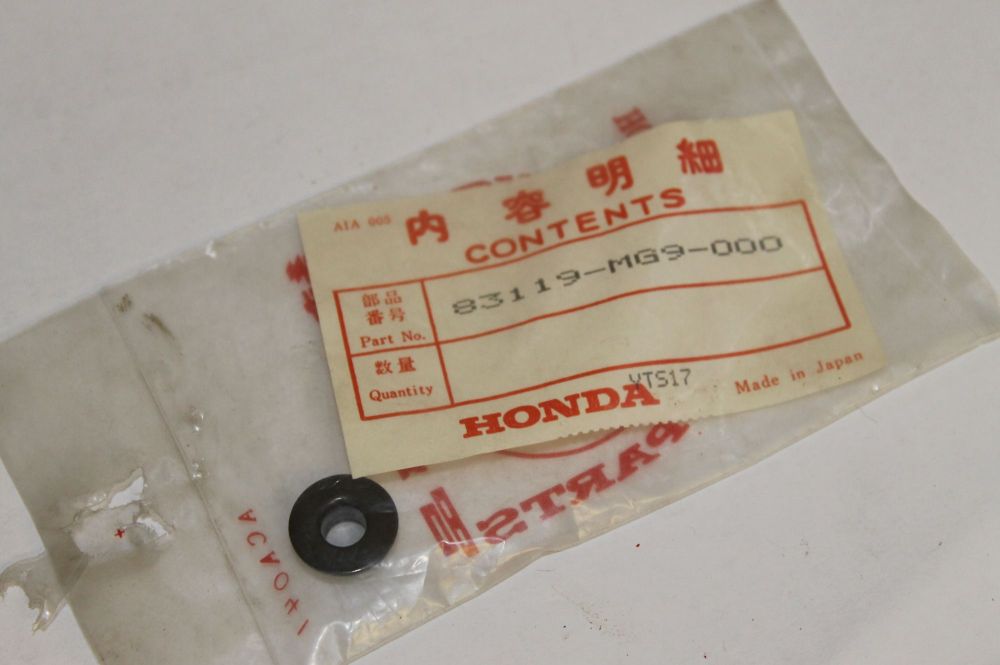 AIA 005
内容明細
CONTENTS
部品
番号
Part No.
83119-MG9-000
数量
Quantity
YTS17
HONDA
Made in Japan
PARTS